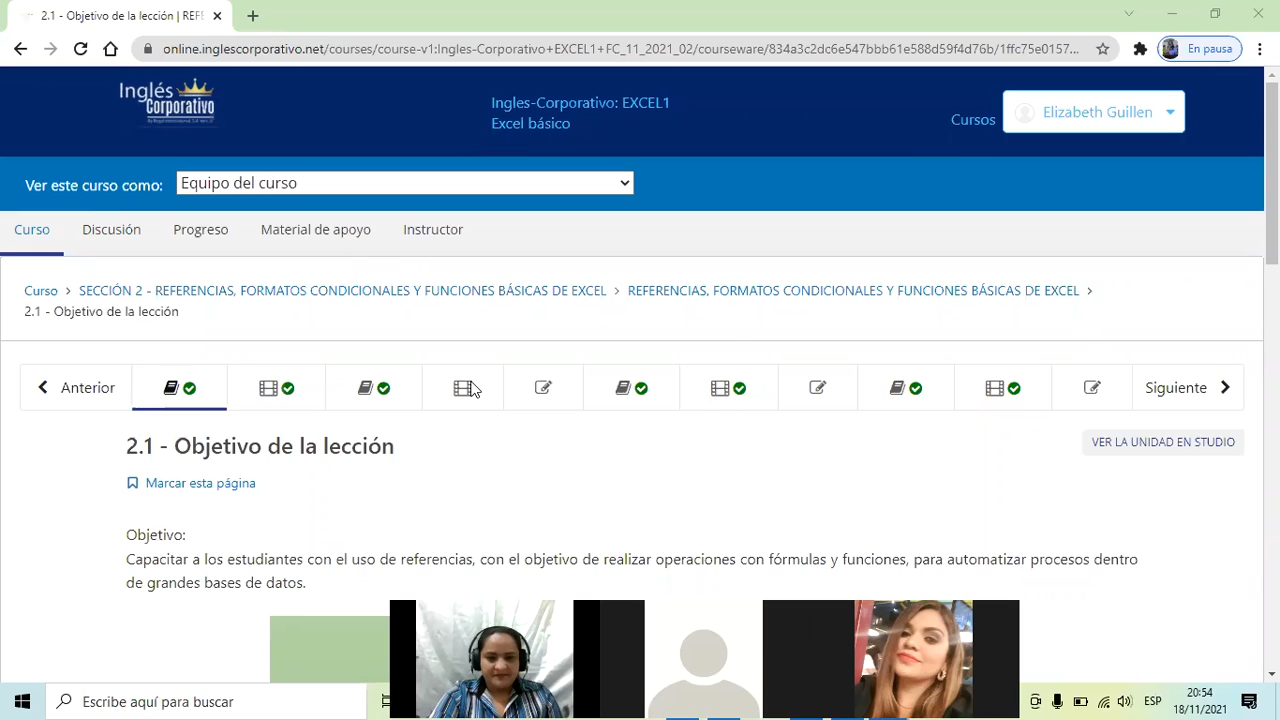 2.1 - Objetivo de la lección | REF
online.inglescorporativo.net/courses/course-v1:Ingles-Corporativo+EXCEL1+FC_11_2021_02/courseware/834a3c2dc6e547bbb61e588d59f4d76b/1ffc75e0157...
En pausa
Inglés
Corporativo
Ingles-Corporativo: EXCEL1
Excel básico
Cursos
Elizabeth Guillen
Ver este curso como:
Equipo del curso
Curso
Discusión
Progreso
Material de apoyo
Instructor
Curso > SECCIÓN 2 - REFERENCIAS, FORMATOS CONDICIONALES Y FUNCIONES BÁSICAS DE EXCEL > REFERENCIAS, FORMATOS CONDICIONALES Y FUNCIONES BÁSICAS DE EXCEL >
2.1 - Objetivo de la lección
Anterior
Siguiente
2.1 - Objetivo de la lección
VER LA UNIDAD EN STUDIO
Marcar esta página
Objetivo:
Capacitar a los estudiantes con el uso de referencias, con el objetivo de realizar operaciones con fórmulas y funciones, para automatizar procesos dentro
de grandes bases de datos.
Escribe aquí para buscar
ESP
20:54
18/11/2021